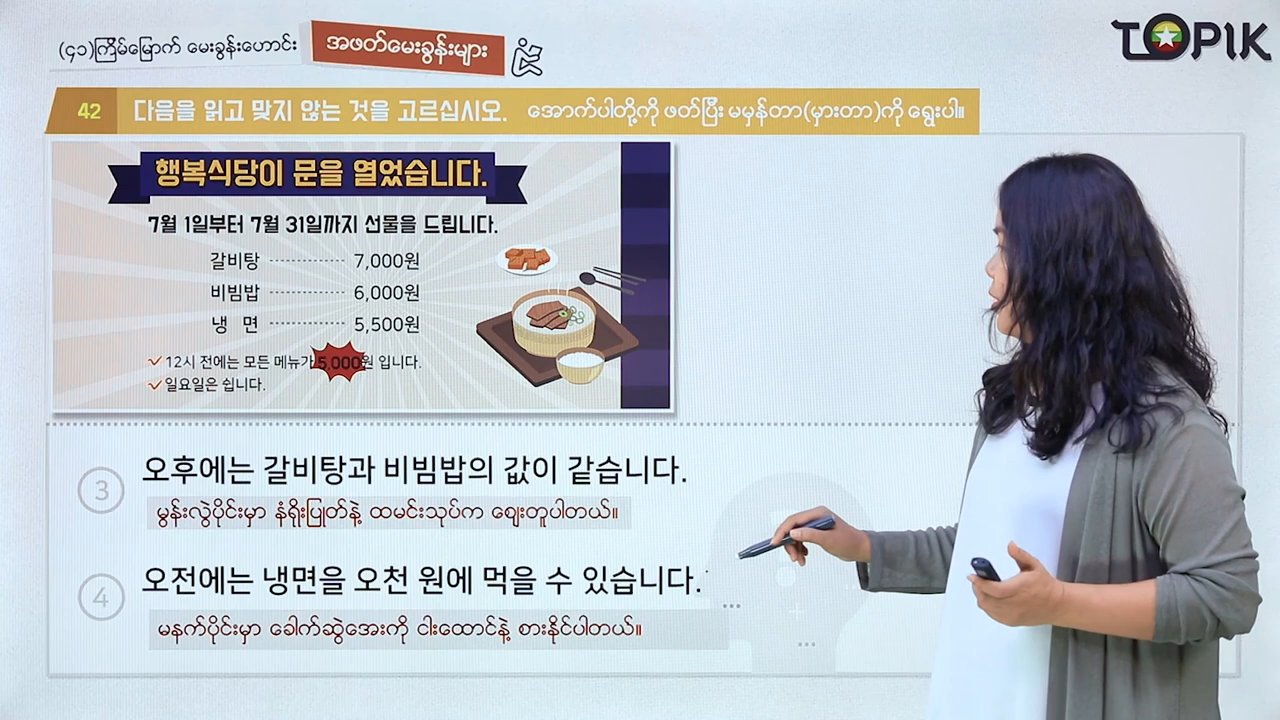 (၄၁)ကြိမ်မြောက် မေးခွန်းဟောင်း
အဖတ်မေးခွန်းများ
TOPIK
42
다음을 읽고 맞지 않는 것을 고르십시오.
အောက်ပါတို့ကို ဖတ်ပြီး မမှန်တာ(မှားတာ)ကို ရွေးပါ။
행복식당이 문을 열었습니다.
7월 1일부터 7월 31일까지 선물을 드립니다.
갈비탕 7,000원
비빔밥 6,000원
냉 면 5,500원
12시 전에는 모든 메뉴가 5,000원 입니다.
일요일은 쉽니다.
3 오후에는 갈비탕과 비빔밥의 값이 같습니다.
မွန်းလွဲပိုင်းမှာ နံရိုးပြုတ်နဲ့ ထမင်းသုပ်က ဈေးတူပါတယ်။
4 오전에는 냉면을 오천 원에 먹을 수 있습니다.
မနက်ပိုင်းမှာ ခေါက်ဆွဲအေးကို ငါးထောင်နဲ့ စားနိုင်ပါတယ်။